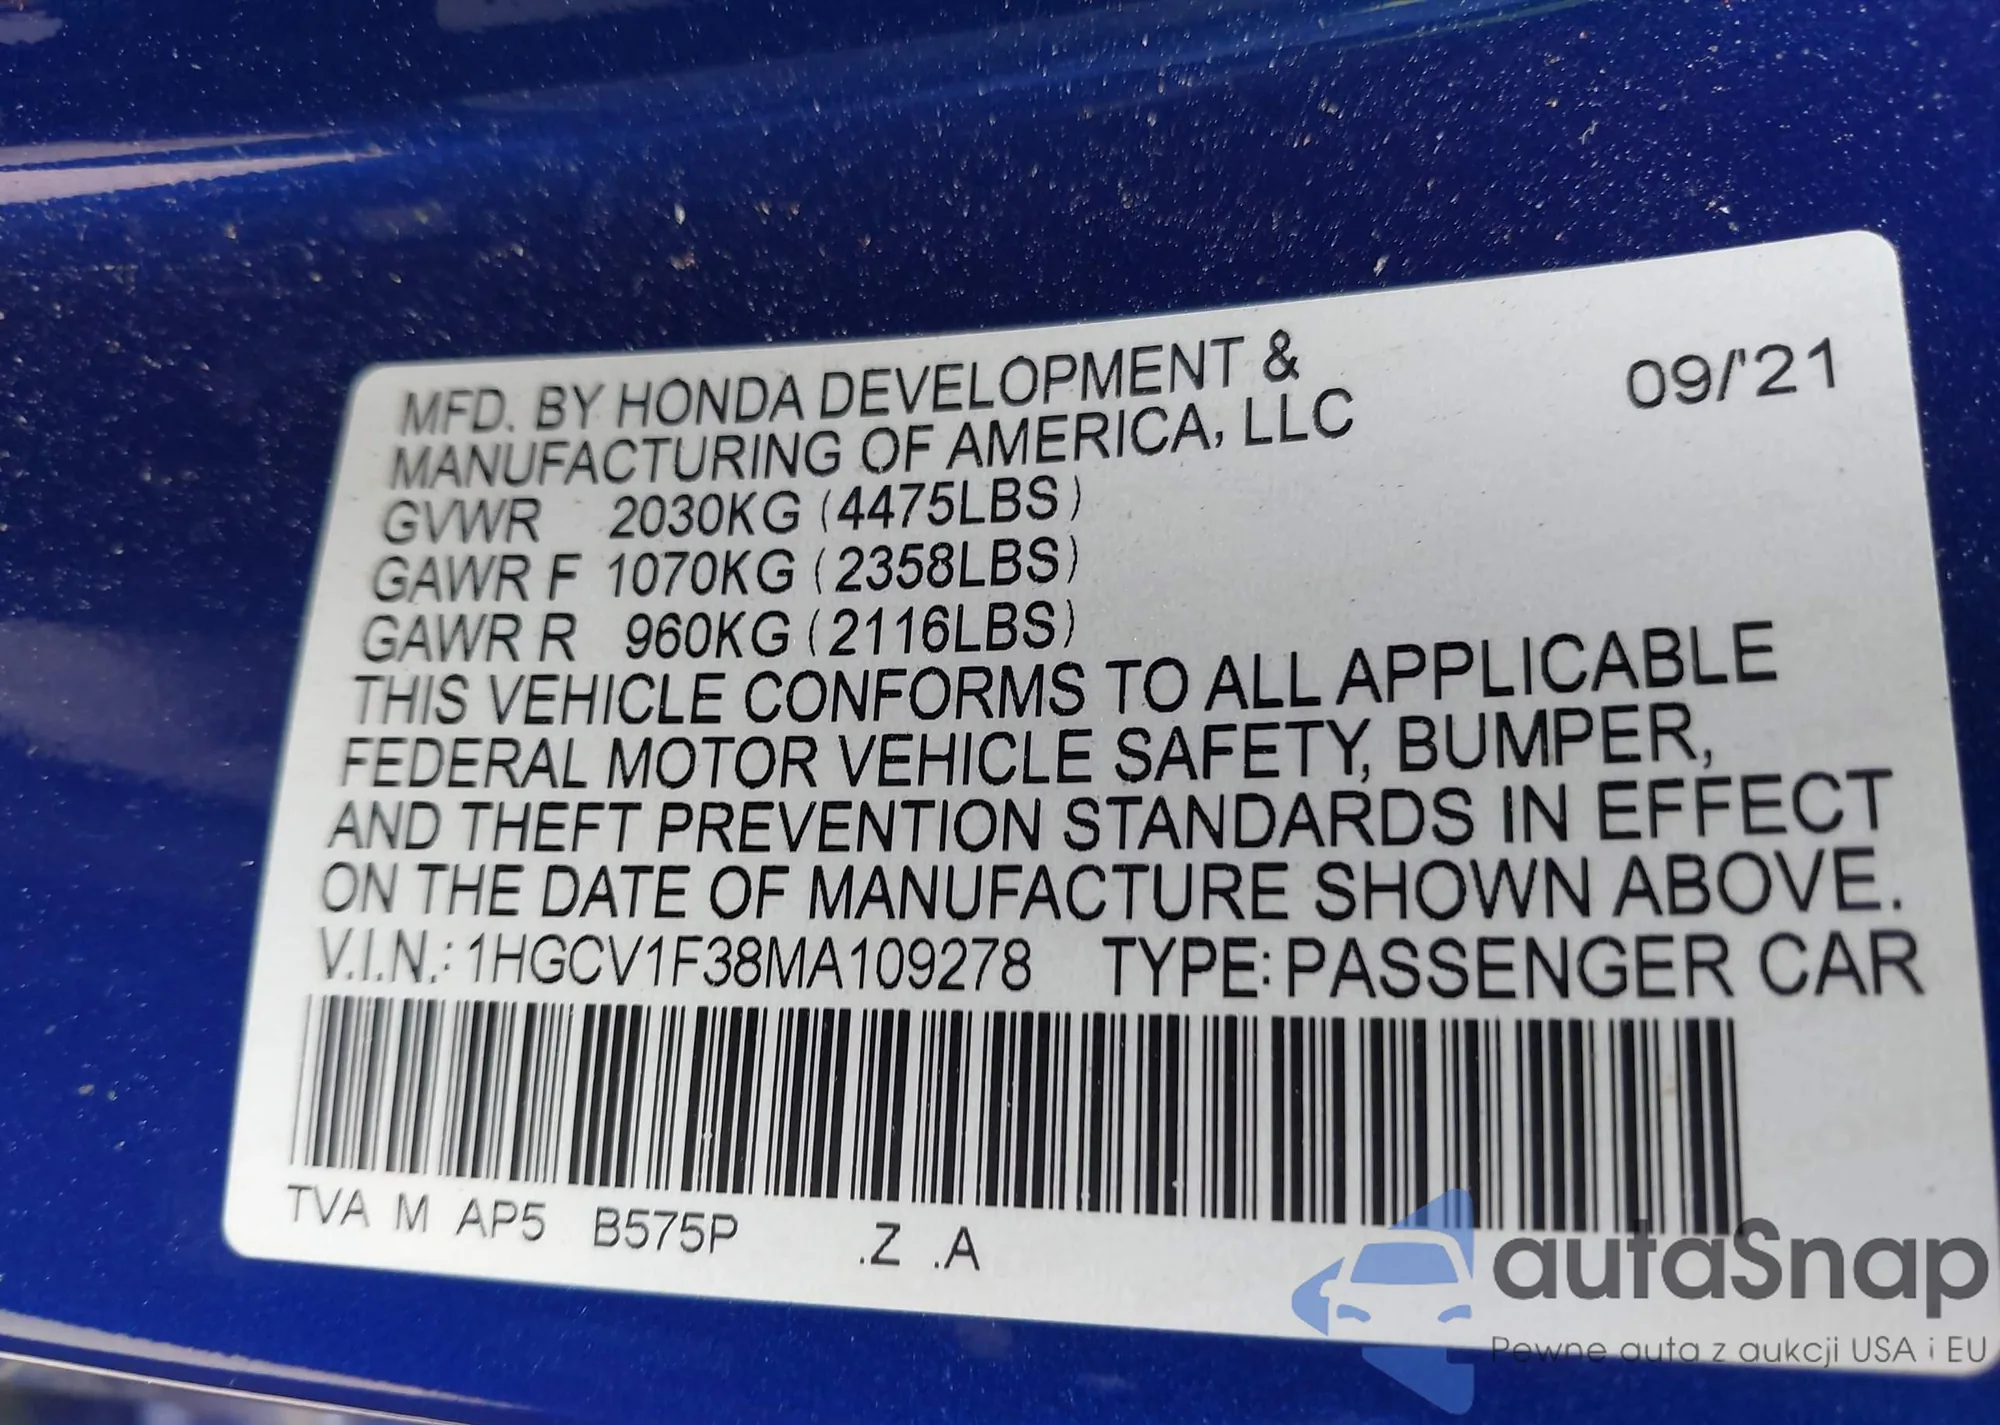 MFD. BY HONDA DEVELOPMENT &
MANUFACTURING OF AMERICA, LLC
09/'21
GVWR 2030KG (4475LBS)
GAWR F 1070KG (2358LBS)
GAWR R 960KG (2116LBS)
THIS VEHICLE CONFORMS TO ALL APPLICABLE
FEDERAL MOTOR VEHICLE SAFETY, BUMPER,
AND THEFT PREVENTION STANDARDS IN EFFECT
ON THE DATE OF MANUFACTURE SHOWN ABOVE.
V.I.N.: 1HGCV1F38MA109278 TYPE: PASSENGER CAR
TVA M AP5 B575P .Z .A
autaSnap
Pewne auta z aukcji USA i EU